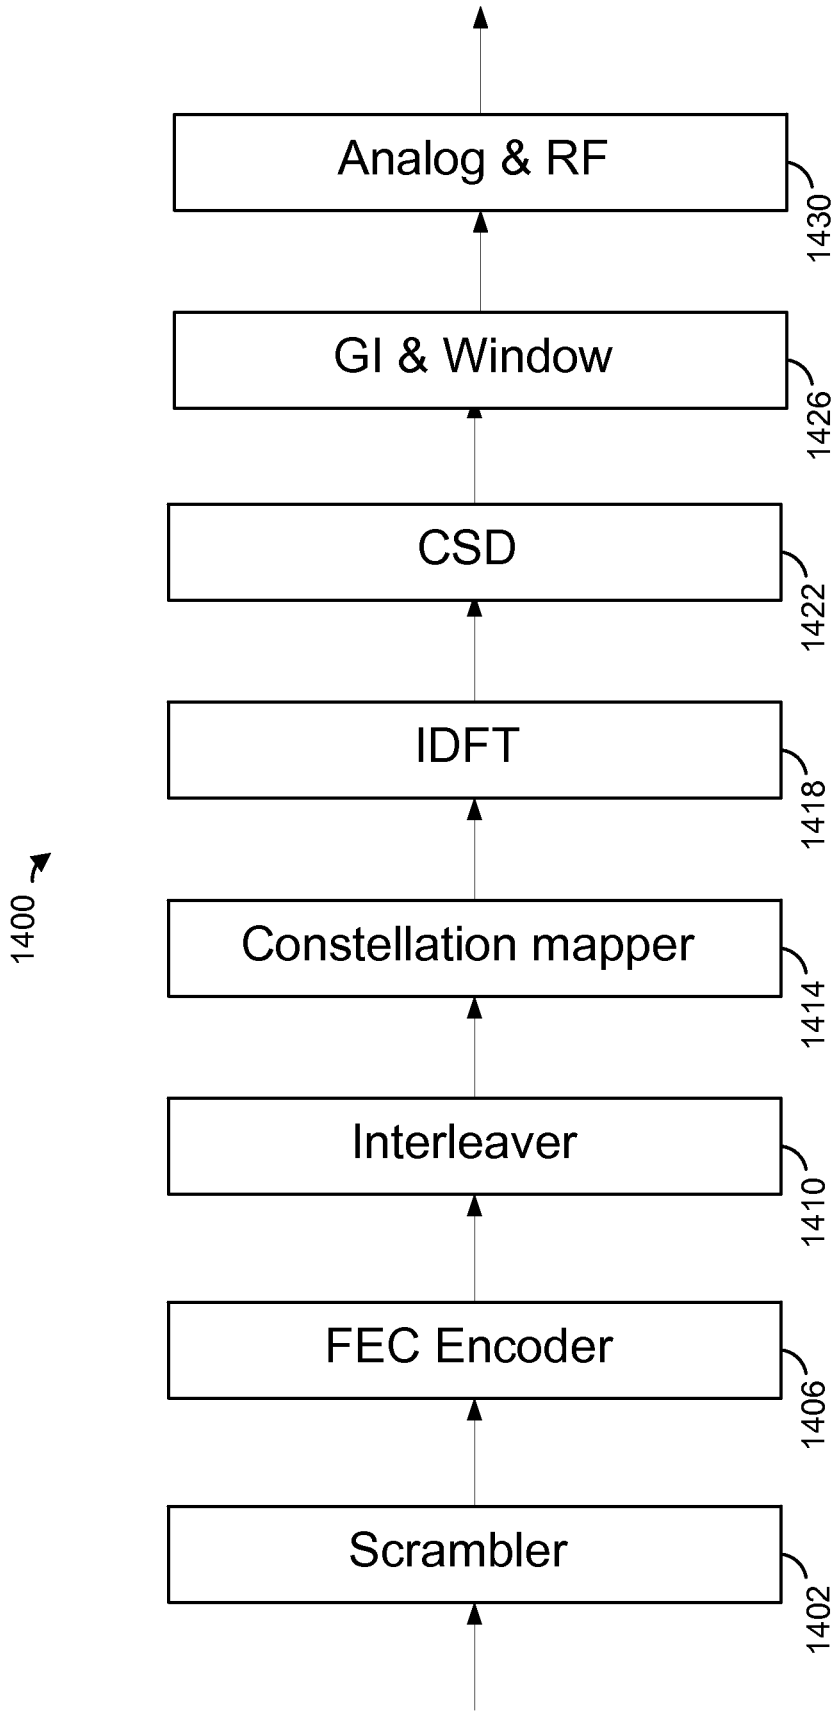 Analog & RF
1430
GI & Window
1426
CSD
1422
IDFT
1418
1400
Constellation mapper
1414
Interleaver
1410
FEC Encoder
1406
Scrambler
1402